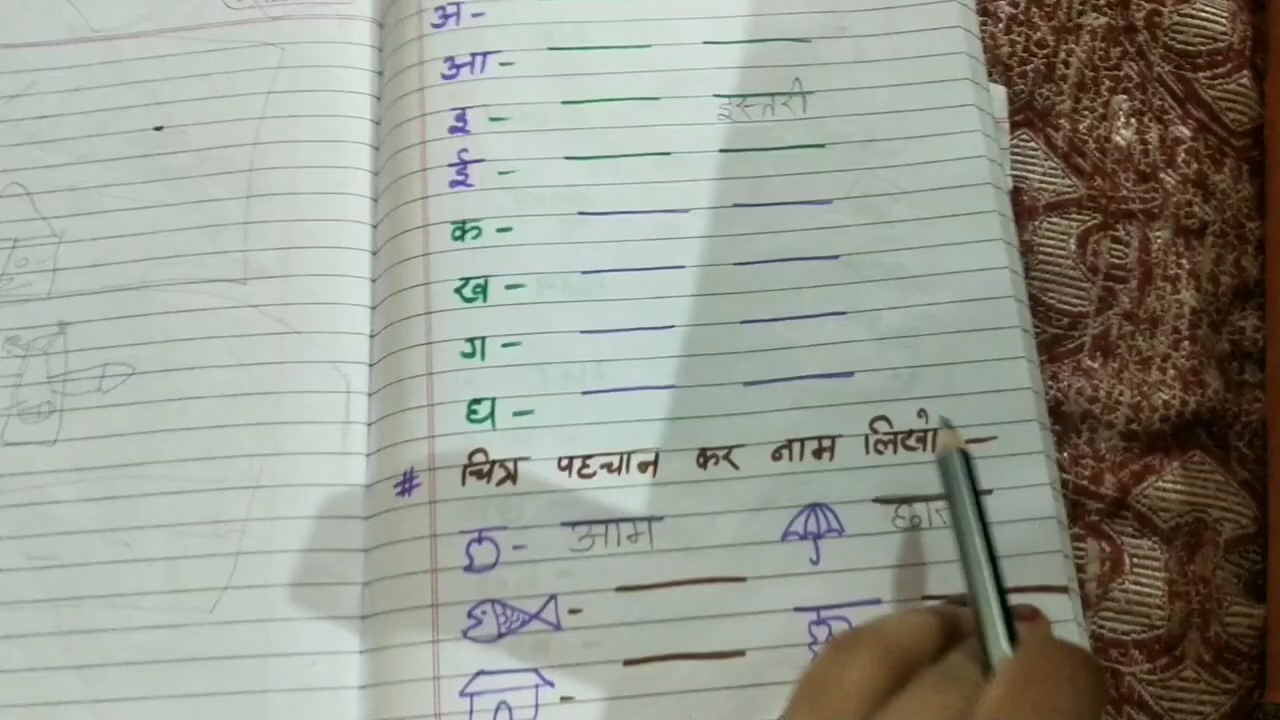 अ -
आ -
इ - इस्तरी
ई -
क -
ख -
ग -
घ -
# चित्र पहचान कर नाम लिखो -
- आम
-
-